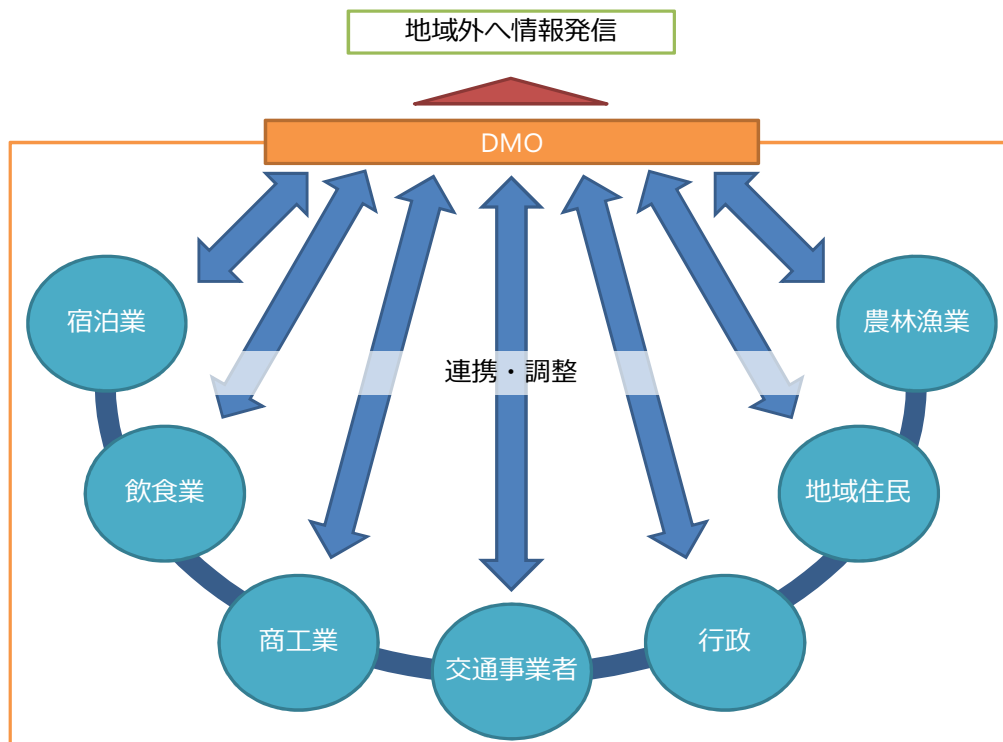 地域外へ情報発信
DMO
宿泊業
農林漁業
連携・調整
飲食業
地域住民
商工業
交通事業者
行政